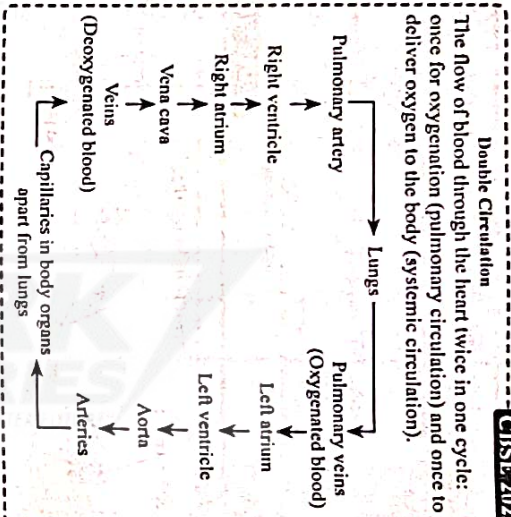 CBSE 202
Double Circulation
The flow of blood through the heart twice in one cycle:
once for oxygenation (pulmonary circulation) and once to
deliver oxygen to the body (systemic circulation).
Lungs
Pulmonary artery
Pulmonary veins
(Oxygenated blood)
Right ventricle
Left atrium
Right atrium
Left ventricle
Vena cava
Aorta
Veins
(Deoxygenated blood)
Arteries
Capillaries in body organs
apart from lungs